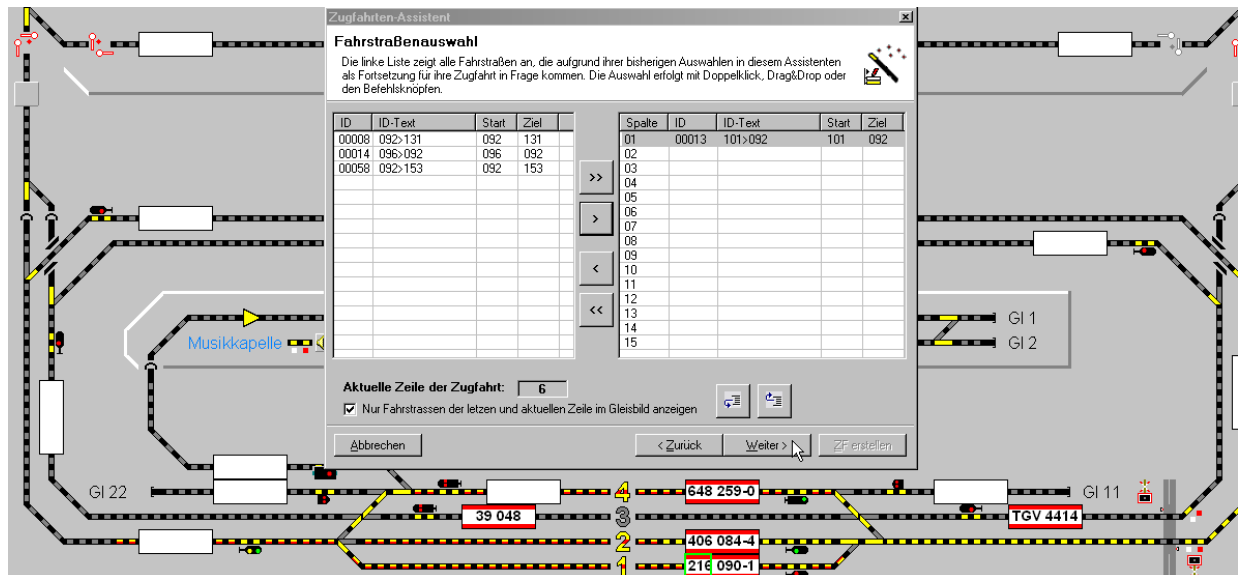 Zugfahrten-Assistent
Fahrstraßenauswahl
Die linke Liste zeigt alle Fahrstraßen an, die aufgrund ihrer bisherigen Auswahlen in diesem Assistenten
als Fortsetzung für ihre Zugfahrt in Frage kommen. Die Auswahl erfolgt mit Doppelklick, Drag&Drop oder
den Befehlsknöpfen.
ID ID-Text Start Ziel
00008 092>131 092 131
00014 096>092 096 092
00058 092>153 092 153
>>
>
<
<<
Spalte ID ID-Text Start Ziel
01 00013 101>092 101 092
02
03
04
05
06
07
08
09
10
11
12
13
14
15
Aktuelle Zeile der Zugfahrt: 6
Nur Fahrstrassen der letzen und aktuellen Zeile im Gleisbild anzeigen
Abbrechen
< Zurück
Weiter >
ZF erstellen
Musikkapelle
Gl 1
Gl 2
Gl 22
4
648 259-0
Gl 11
39 048
3
TGV 4414
2
406 084-4
1
216 090-1